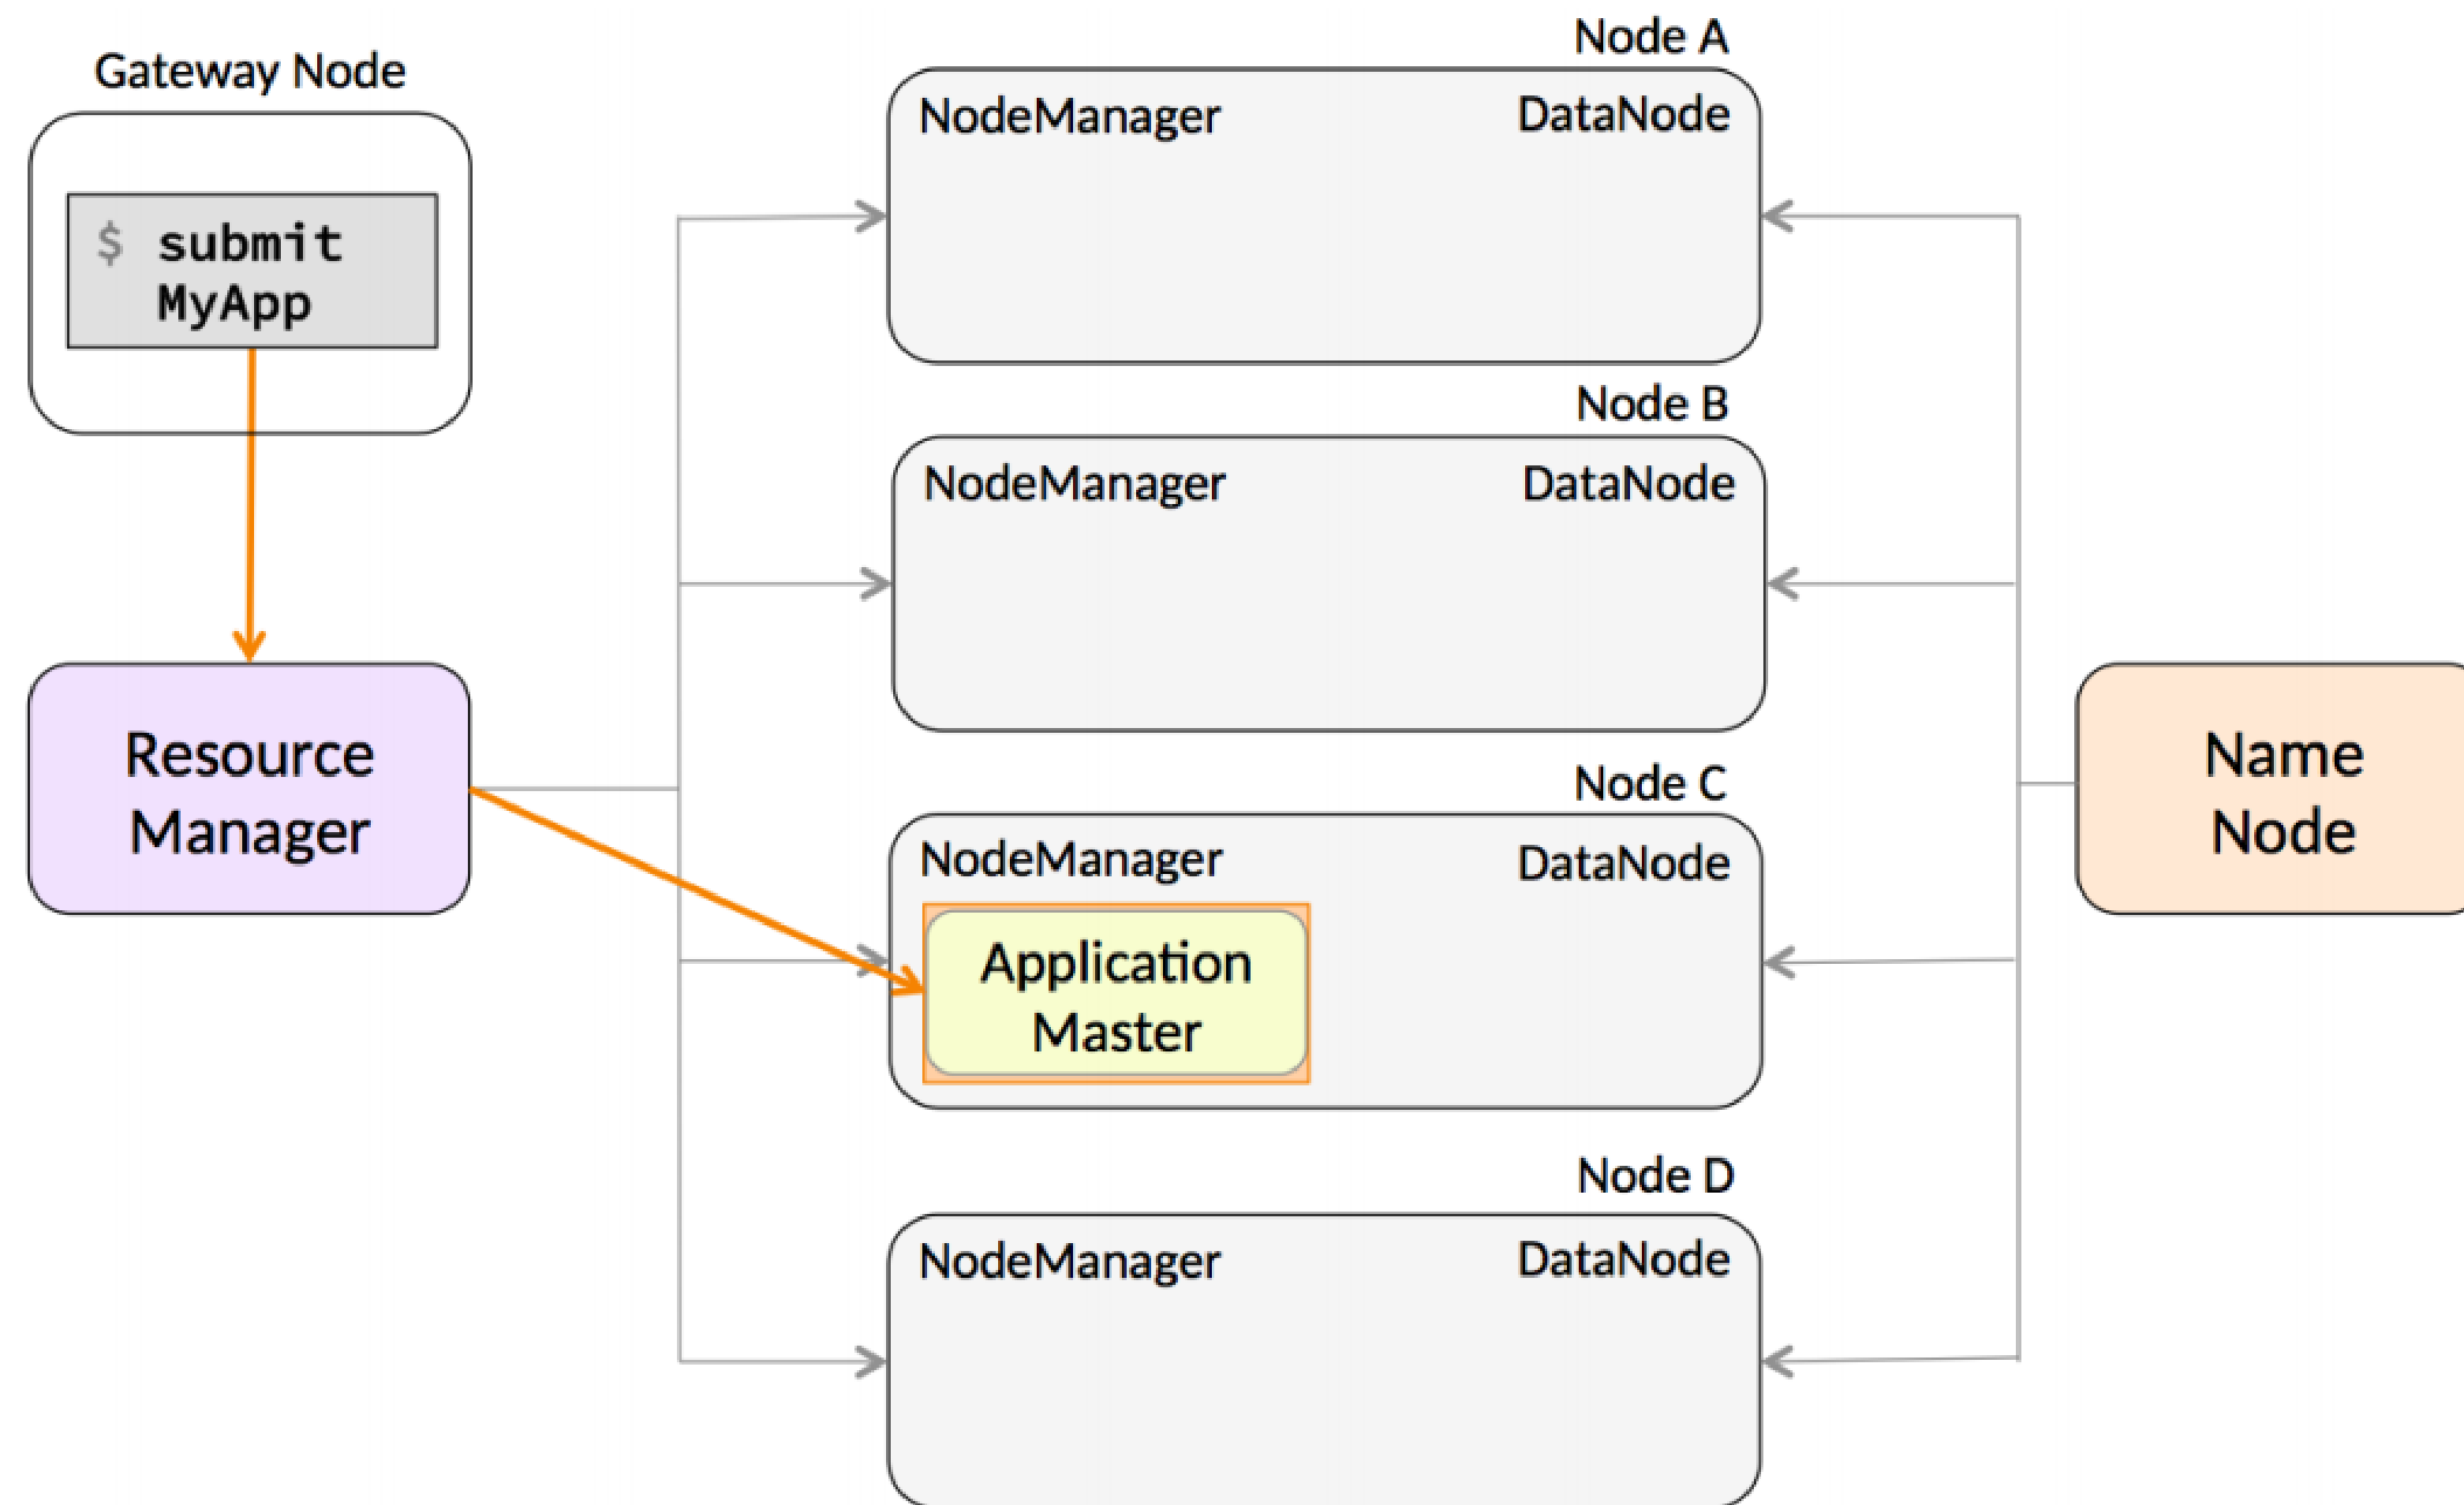 Gateway Node
$ submit
MyApp
Resource
Manager
Node A
NodeManager DataNode
Node B
NodeManager DataNode
Node C
NodeManager DataNode
Application
Master
Node D
NodeManager DataNode
Name
Node